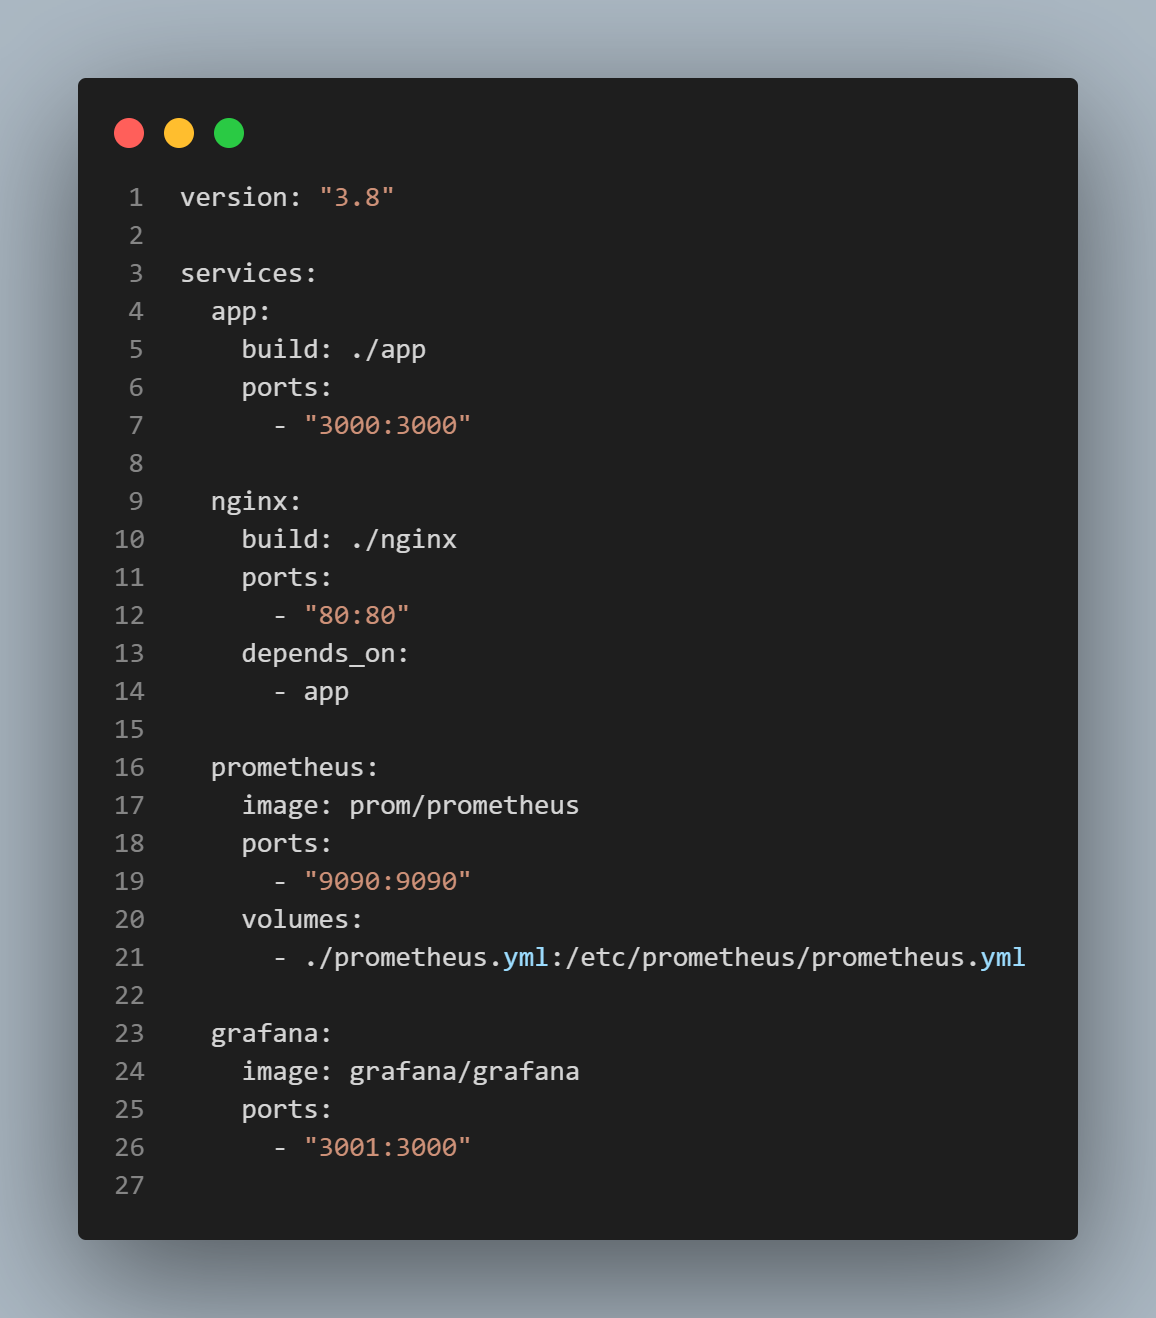 1 version: "3.8"
2
3 services:
4   app:
5     build: ./app
6     ports:
7       - "3000:3000"
8
9   nginx:
10     build: ./nginx
11     ports:
12       - "80:80"
13     depends_on:
14       - app
15
16   prometheus:
17     image: prom/prometheus
18     ports:
19       - "9090:9090"
20     volumes:
21       - ./prometheus.yml:/etc/prometheus/prometheus.yml
22
23   grafana:
24     image: grafana/grafana
25     ports:
26       - "3001:3000"
27